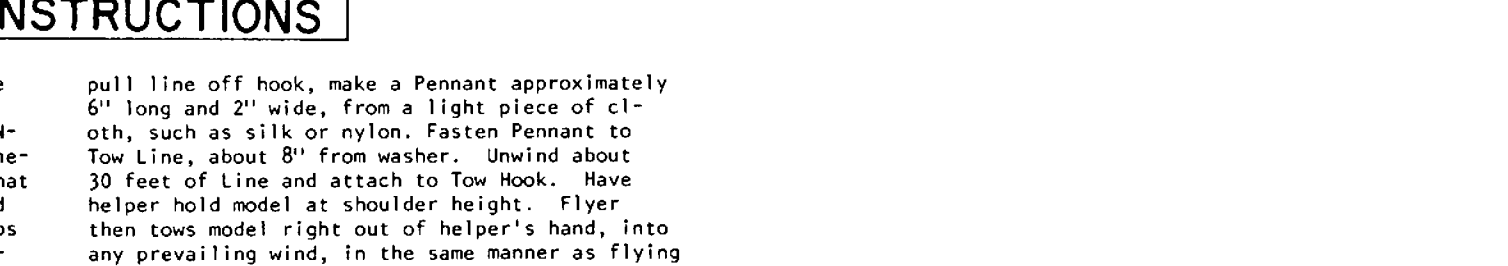 NSTRUCTIONS
pull line off hook, make a Pennant approximately
6" long and 2" wide, from a light piece of cl-
oth, such as silk or nylon. Fasten Pennant to
Tow Line, about 8" from washer. Unwind about
30 feet of Line and attach to Tow Hook. Have
helper hold model at shoulder height. Flyer
then tows model right out of helper's hand, into
any prevailing wind, in the same manner as flying